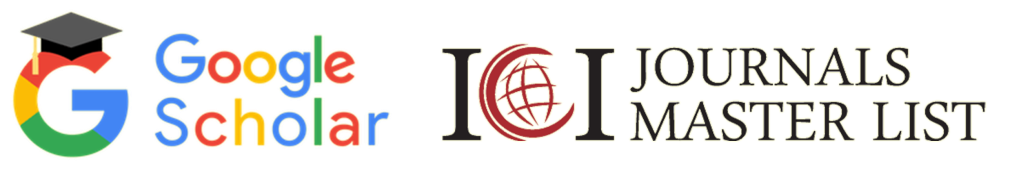 Google
Scholar
ICI JOURNALS
MASTER LIST